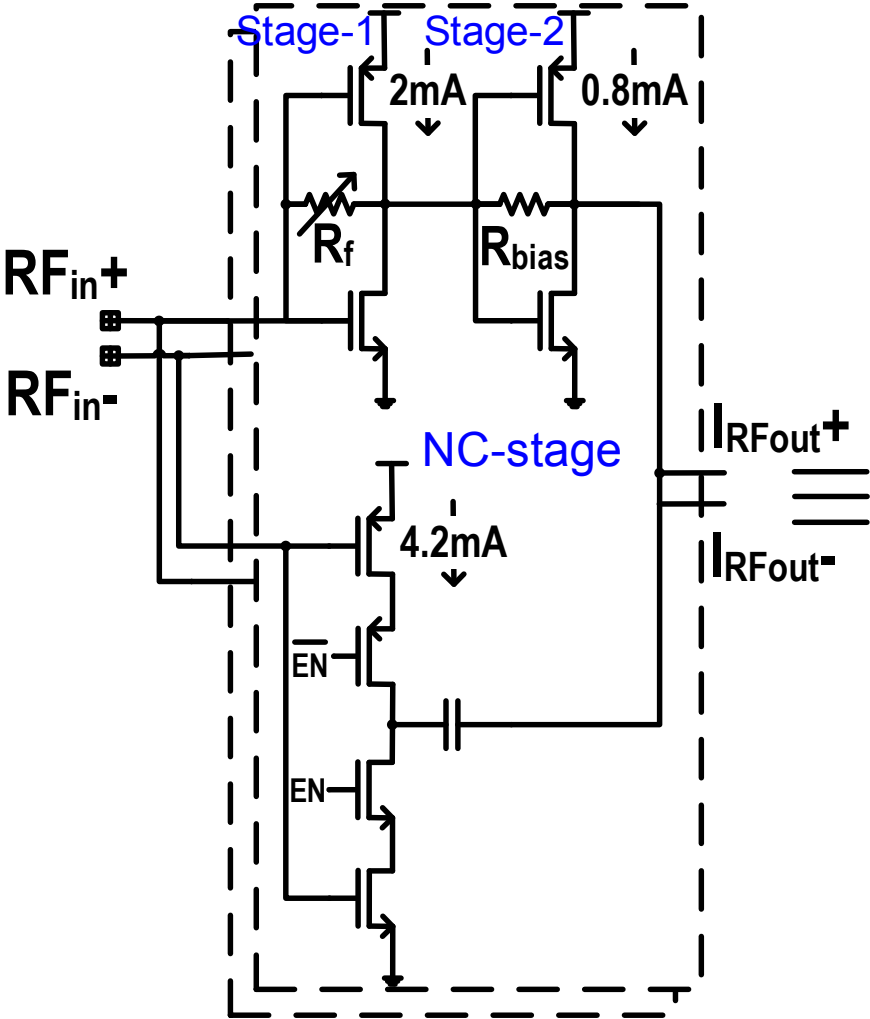 Stage-1 Stage-2
2mA 0.8mA
Rf Rbias
RFin+
RFin-
NC-stage
IRFout+
4.2mA
IRFout-
EN
EN